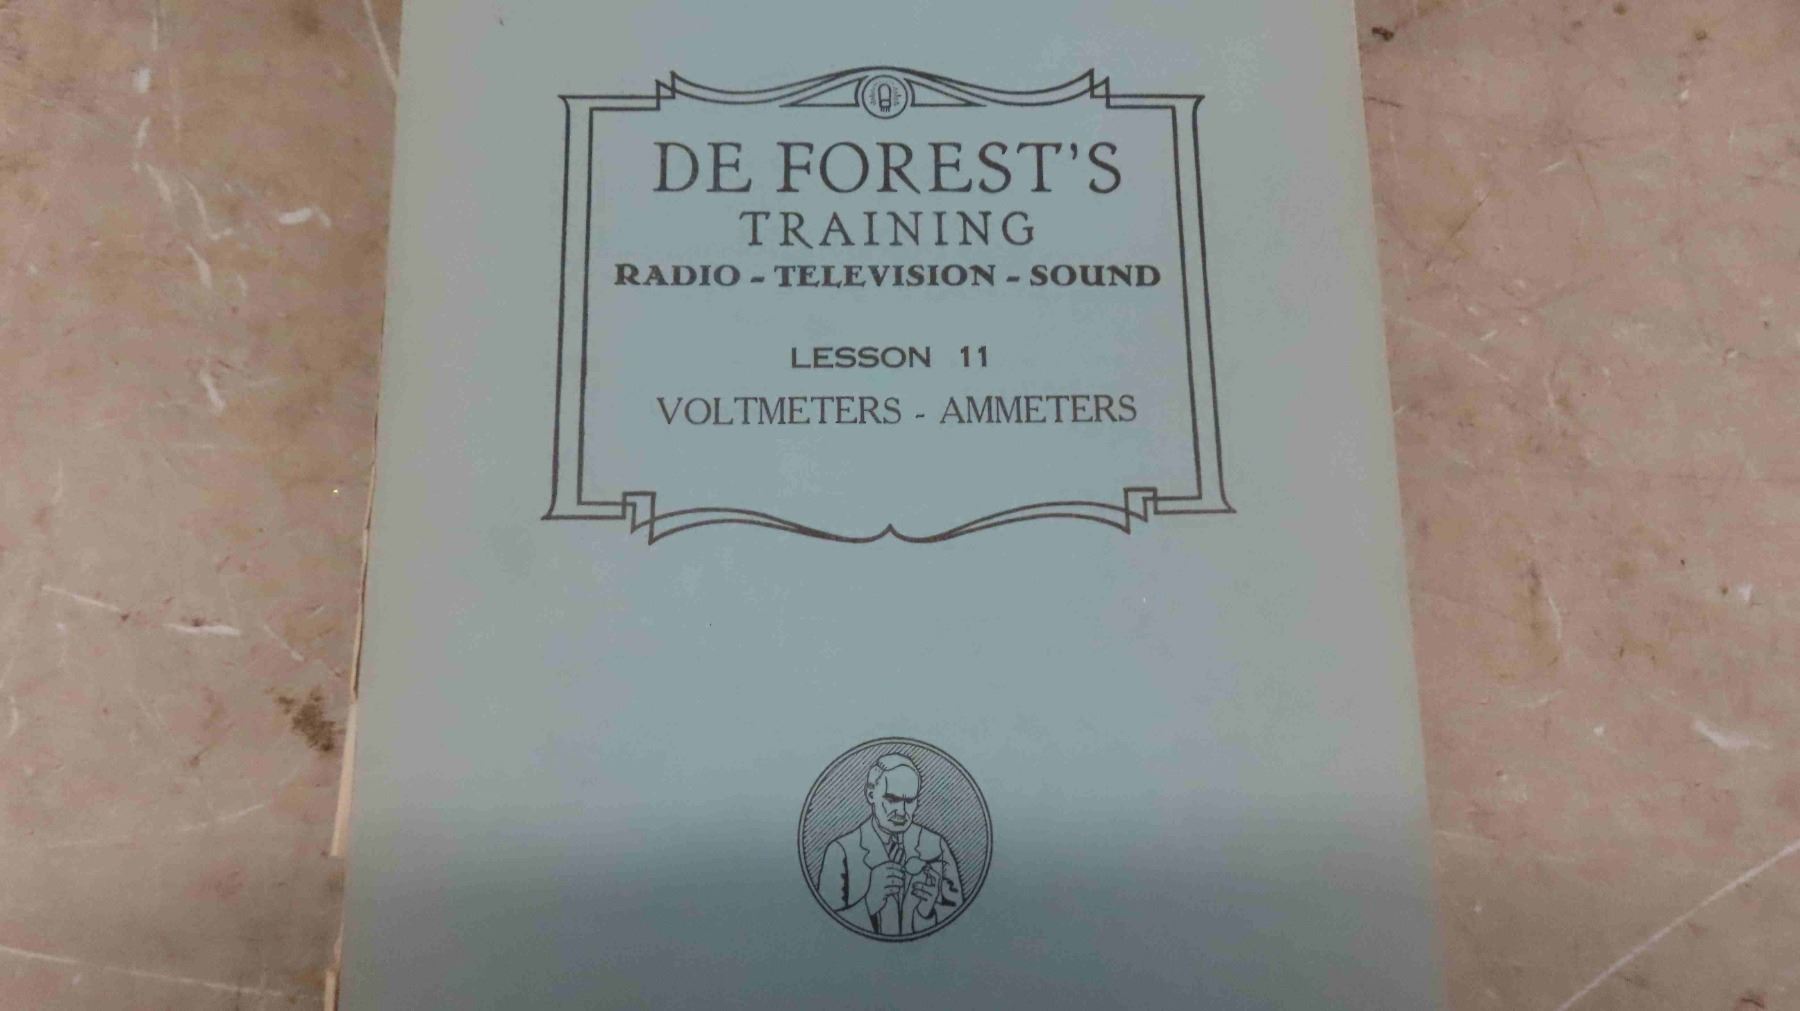 DE FOREST'S
TRAINING
RADIO - TELEVISION - SOUND
LESSON 11
VOLTMETERS - AMMETERS